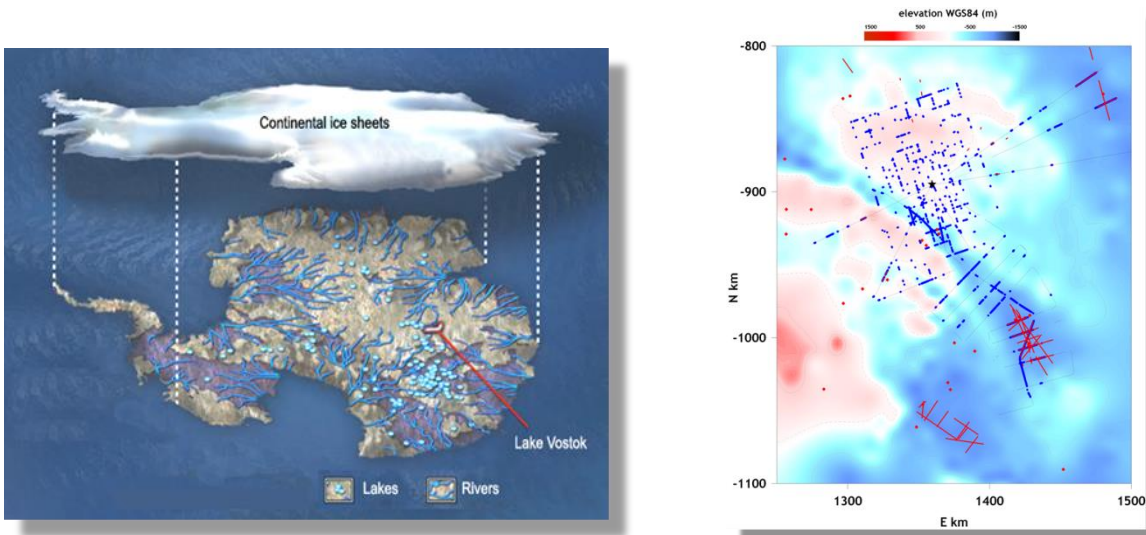 Continental ice sheets
Lake Vostok
Lakes
Rivers
elevation WGS84 (m)
1500 500 -500 -1500
-800
-900
-1000
-1100
N km
1300 1400 1500
E km